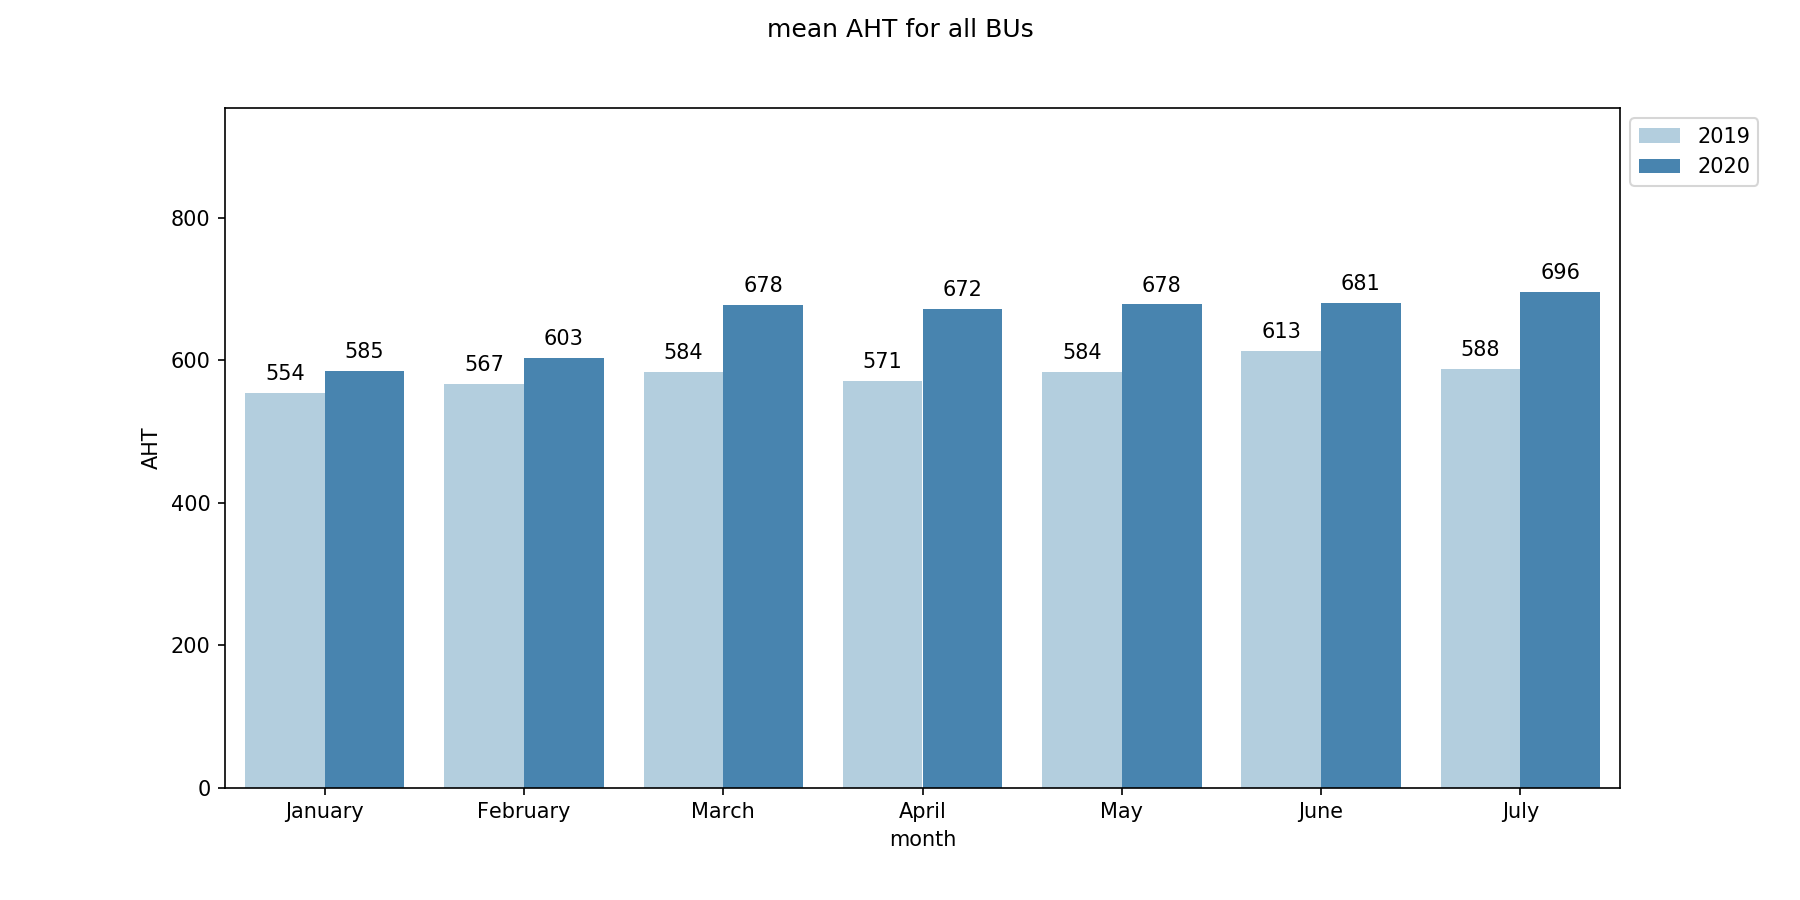 mean AHT for all BUs
2019
2020
800
600
400
200
0
AHT
554
585
567
603
584
678
571
672
584
678
613
681
588
696
January
February
March
April
May
June
July
month